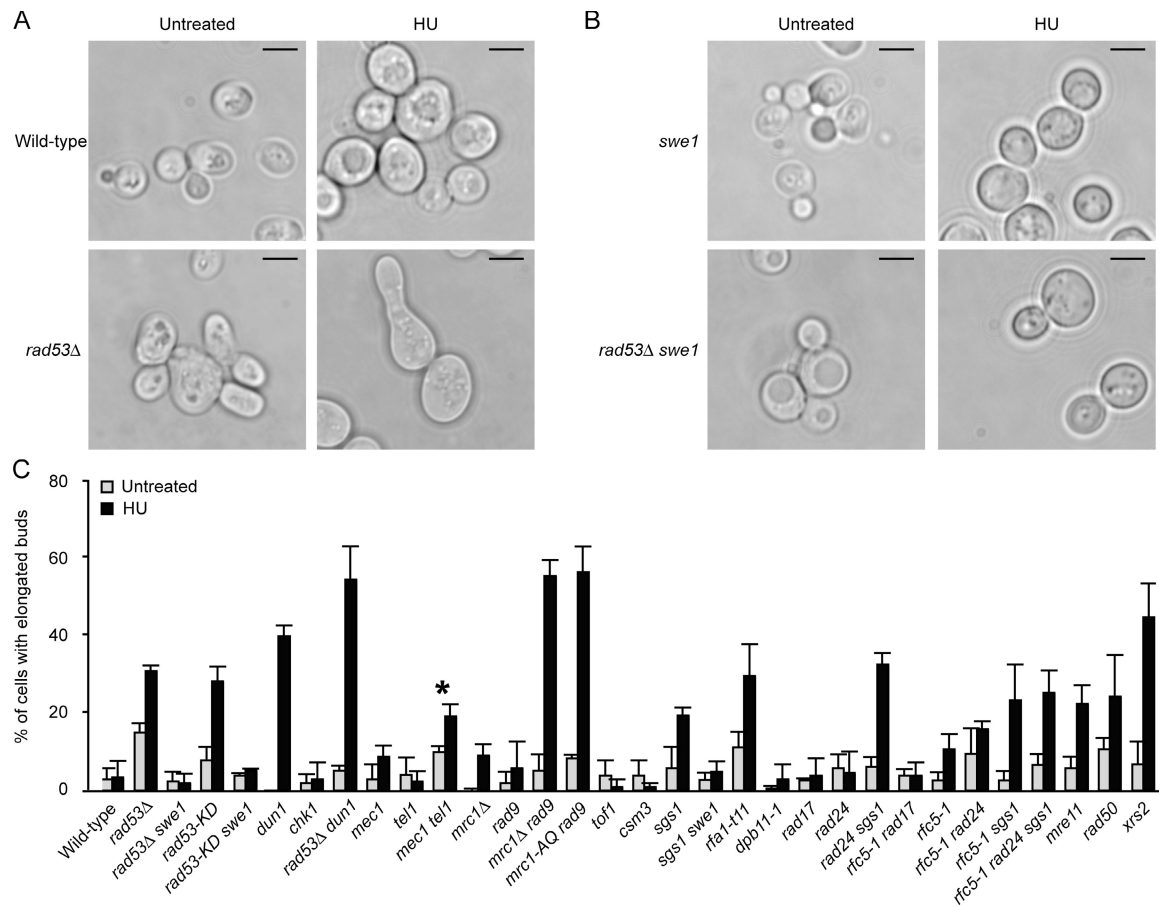 A
Untreated
HU
Wild-type
rad53Δ
B
Untreated
HU
swe1
rad53Δ swe1
C
% of cells with elongated buds
80
60
40
20
0
Untreated
HU
*
Wild-type
rad53Δ
rad53Δ swe1
rad53-KD
rad53-KD swe1
dun1
chk1
rad53Δ dun1
mec1
tel1
mec1 tel1
mrc1Δ
rad9
mrc1Δ rad9
mrc1-AQ rad9
tof1
csm3
sgs1
sgs1 swe1
rfa1-t11
dpb11-1
rad17
rad24
rad24 sgs1
rfc5-1 rad17
rfc5-1
rfc5-1 rad24
rfc5-1 sgs1
rfc5-1 rad24 sgs1
mre11
rad50
xrs2